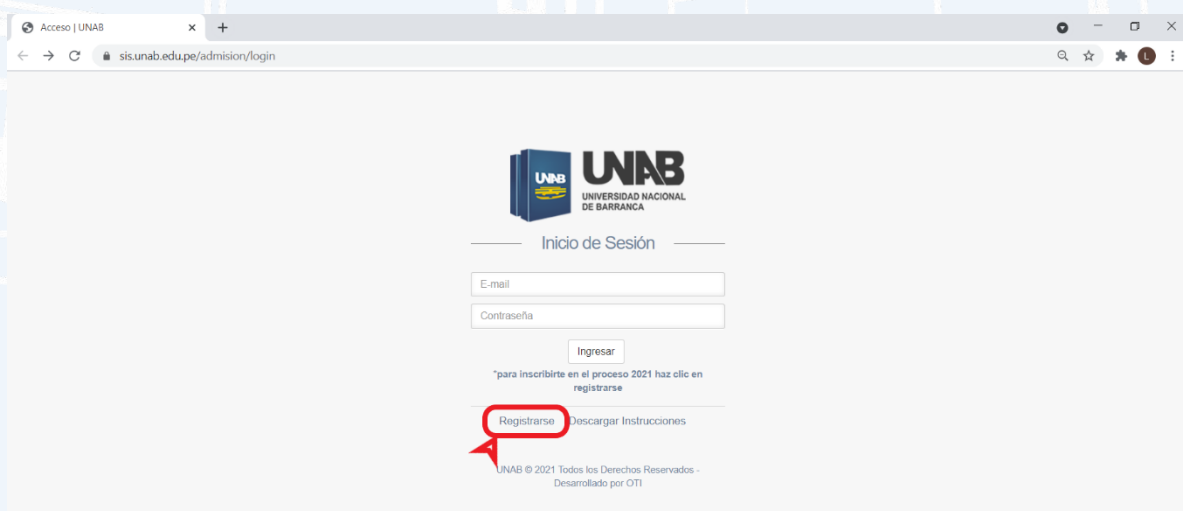 Acceso | UNAB
sis.unab.edu.pe/admision/login
L
UNAB
UNAB
UNIVERSIDAD NACIONAL
DE BARRANCA
Inicio de Sesión
E-mail
Contraseña
Ingresar
*para inscribirte en el proceso 2021 haz clic en
registrarse
Registrarse Descargar Instrucciones
UNAB © 2021 Todos los Derechos Reservados -
Desarrollado por OTI